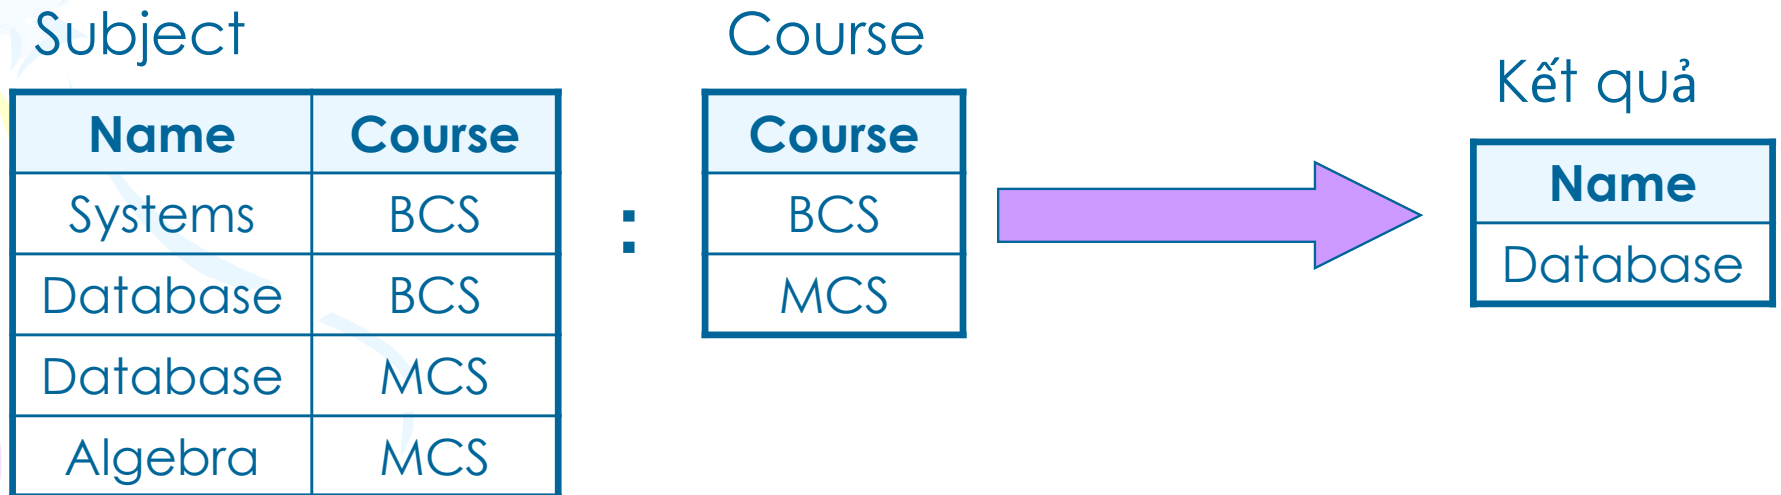 Subject
Name Course
Systems BCS
Database BCS
Database MCS
Algebra MCS
:
Course
Course
BCS
MCS
Kết quả
Name
Database